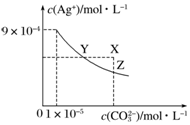 c(Ag⁺)/mol·L⁻¹
9×10⁻⁴
Y X
Z
0 1×10⁻⁵ c(CO₃²⁻)/mol·L⁻¹